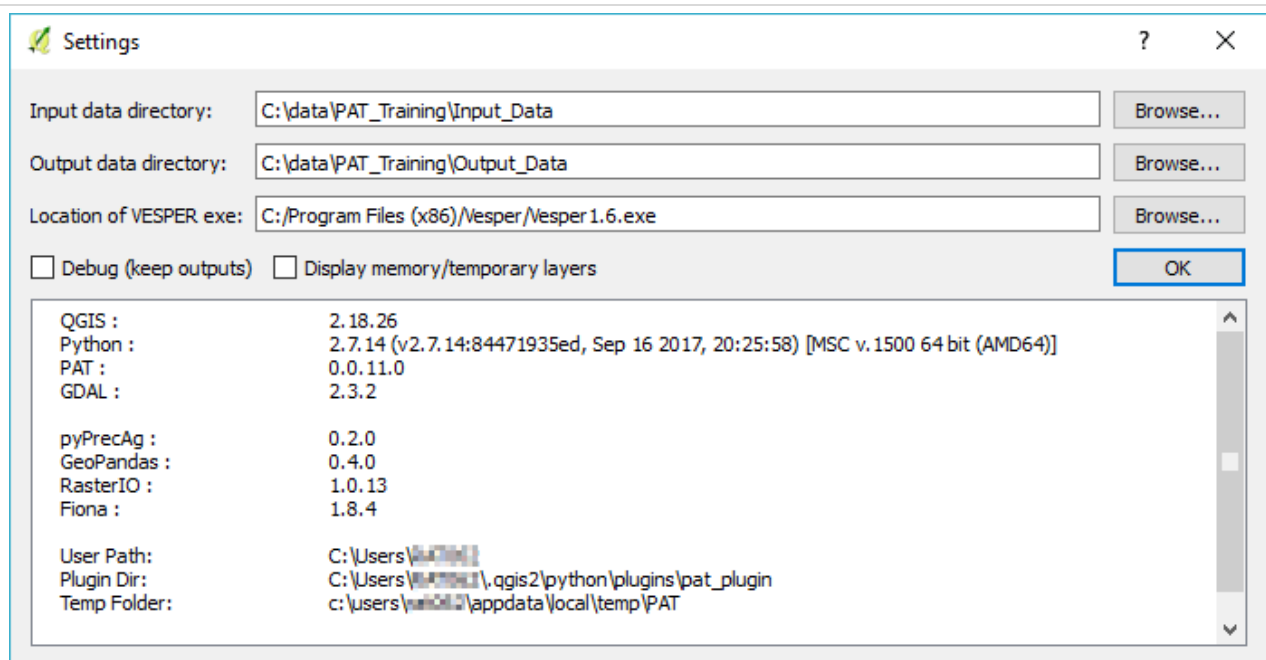 Settings
Input data directory: C:\data\PAT_Training\Input_Data Browse...
Output data directory: C:\data\PAT_Training\Output_Data Browse...
Location of VESPER exe: C:/Program Files (x86)/Vesper/Vesper1.6.exe Browse...
Debug (keep outputs) Display memory/temporary layers OK
QGIS : 2.18.26
Python : 2.7.14 (v2.7.14:84471935ed, Sep 16 2017, 20:25:58) [MSC v.1500 64 bit (AMD64)]
PAT : 0.0.11.0
GDAL : 2.3.2
pyPrecAg : 0.2.0
GeoPandas : 0.4.0
RasterIO : 1.0.13
Fiona : 1.8.4
User Path: C:\Users\
Plugin Dir: C:\Users\ \.qgis2\python\plugins\pat_plugin
Temp Folder: c:\users\ \appdata\local\temp\PAT